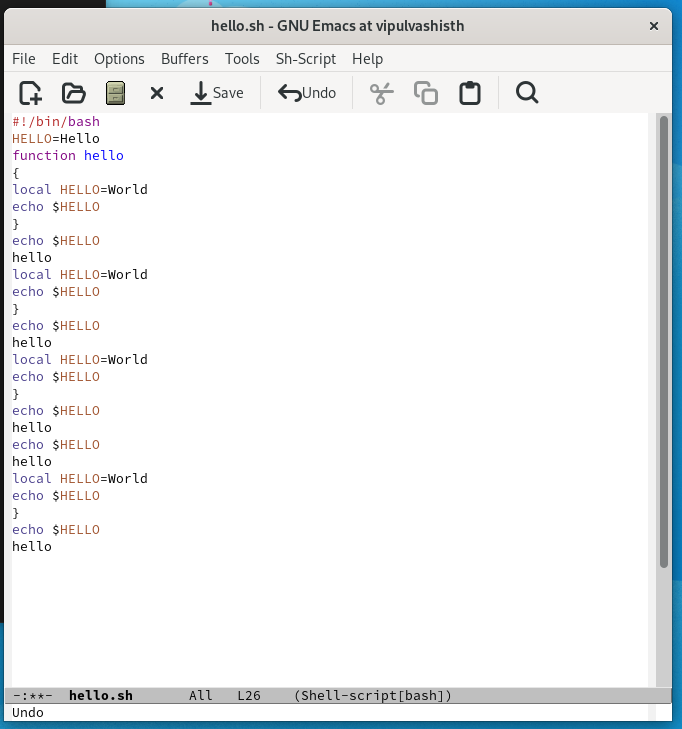 hello.sh - GNU Emacs at vipulvashisth
File Edit Options Buffers Tools Sh-Script Help
Save Undo
#!/bin/bash
HELLO=Hello
function hello
{
local HELLO=World
echo $HELLO
}
echo $HELLO
hello
local HELLO=World
echo $HELLO
}
echo $HELLO
hello
local HELLO=World
echo $HELLO
}
echo $HELLO
hello
echo $HELLO
hello
local HELLO=World
echo $HELLO
}
echo $HELLO
hello
-:**- hello.sh All L26 (Shell-script[bash])
Undo